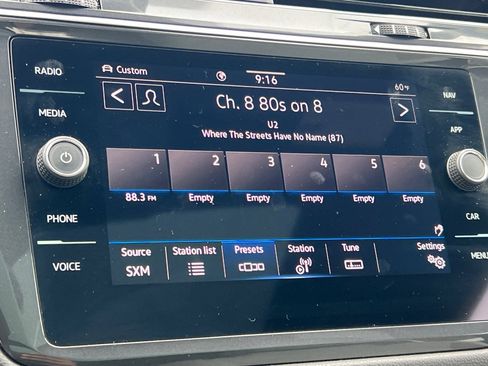 RADIO
MEDIA
PHONE
VOICE
Custom
9:16
60°F
Ch. 8 80s on 8
U2
Where The Streets Have No Name (87)
1 2 3 4 5 6
88.3 FM Empty Empty Empty Empty Empty
Source Station list Presets Station Tune Settings
SXM
NAV
APP
CAR
MENU